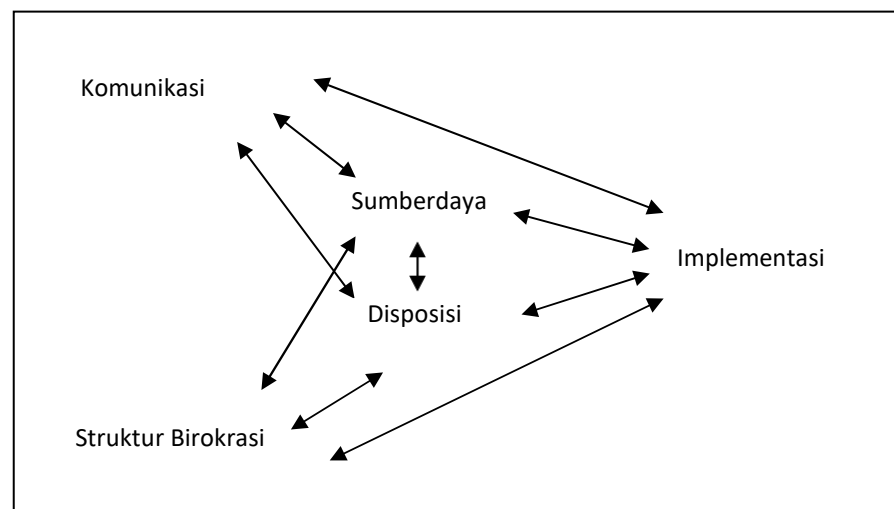 Komunikasi
Sumberdaya
Implementasi
Disposisi
Struktur Birokrasi